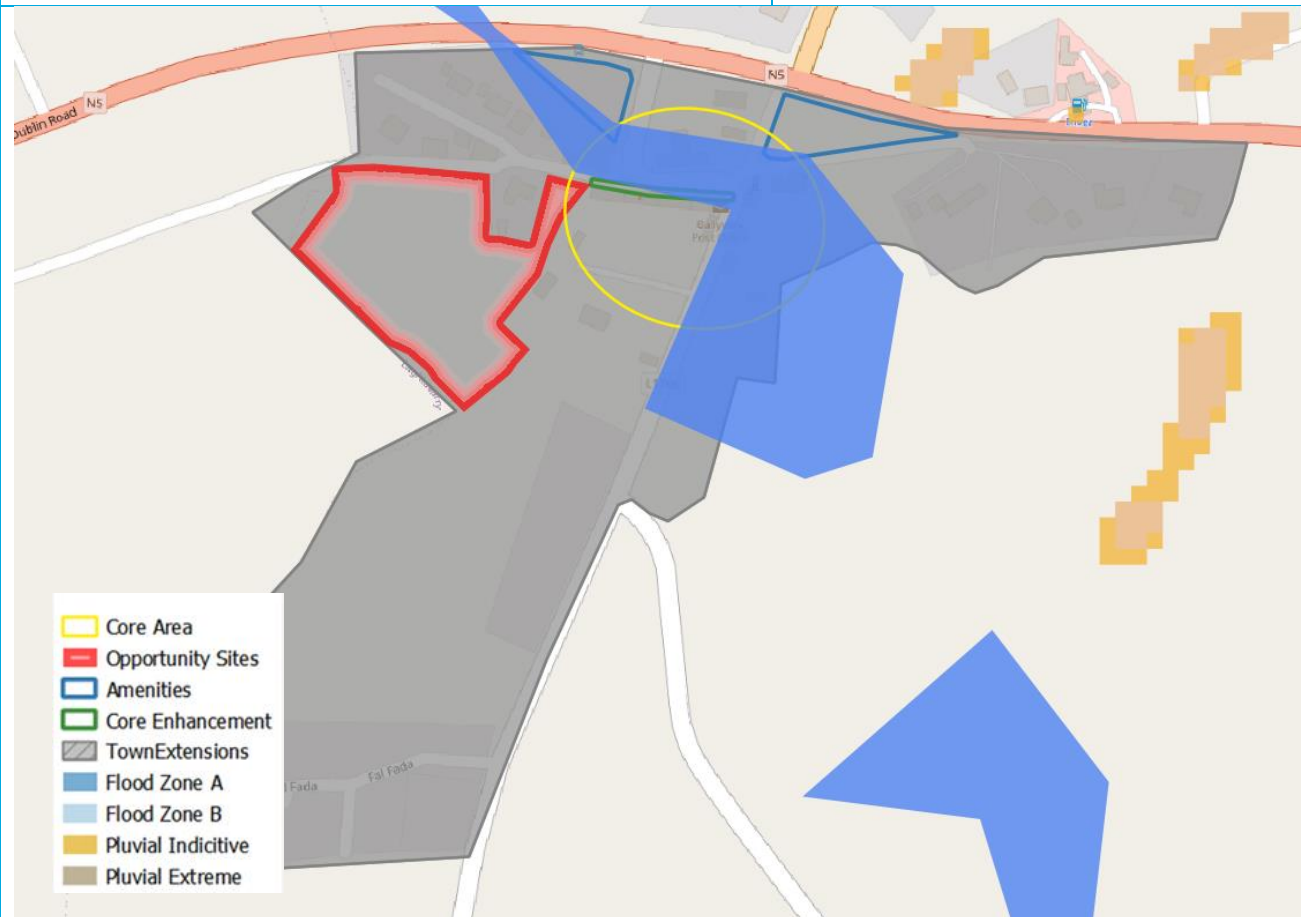 N5
N5
Dublin Road
Fal Fada
Fada
Core Area
Opportunity Sites
Amenities
Core Enhancement
TownExtensions
Flood Zone A
Flood Zone B
Pluvial Indicitive
Pluvial Extreme